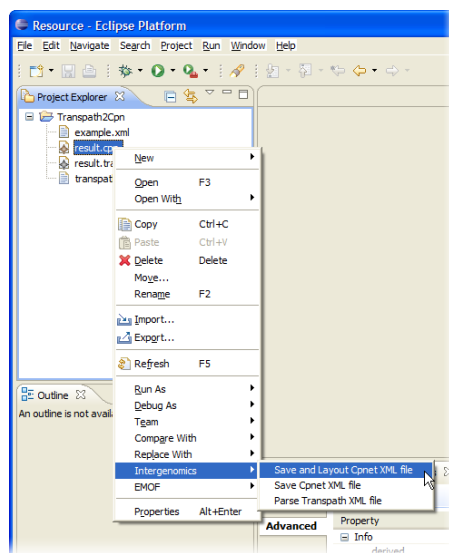 Resource - Eclipse Platform
File Edit Navigate Search Project Run Window Help
Project Explorer
Transpath2Cpn
example.xml
result.cpn
result.tra
transpat
New
Open F3
Open With
Copy Ctrl+C
Paste Ctrl+V
Delete Delete
Move...
Rename F2
Import...
Export...
Refresh F5
Run As
Debug As
Team
Compare With
Replace With
Intergenomics
EMOF
Properties Alt+Enter
Save and Layout Cpnet XML file
Save Cpnet XML file
Parse Transpath XML file
Outline
An outline is not avail
Advanced
Property
Info
derived